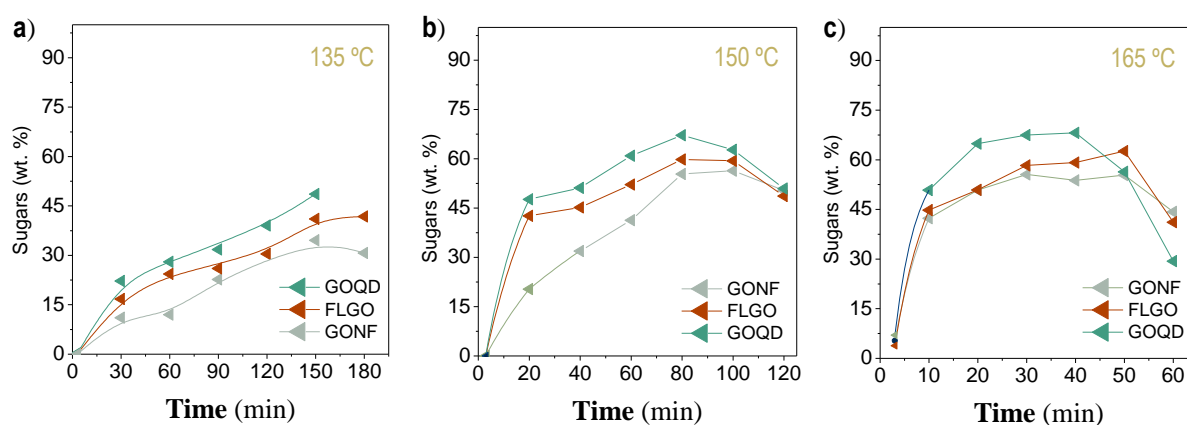 a)
135 ºC
Sugars (wt. %)
90
75
60
45
30
15
0
GOQD
FLGO
GONF
0 30 60 90 120 150 180
Time (min)
b)
150 ºC
Sugars (wt. %)
90
75
60
45
30
15
0
GONF
FLGO
GOQD
0 20 40 60 80 100 120
Time (min)
c)
165 ºC
Sugars (wt. %)
90
75
60
45
30
15
0
GONF
FLGO
GOQD
0 10 20 30 40 50 60
Time (min)